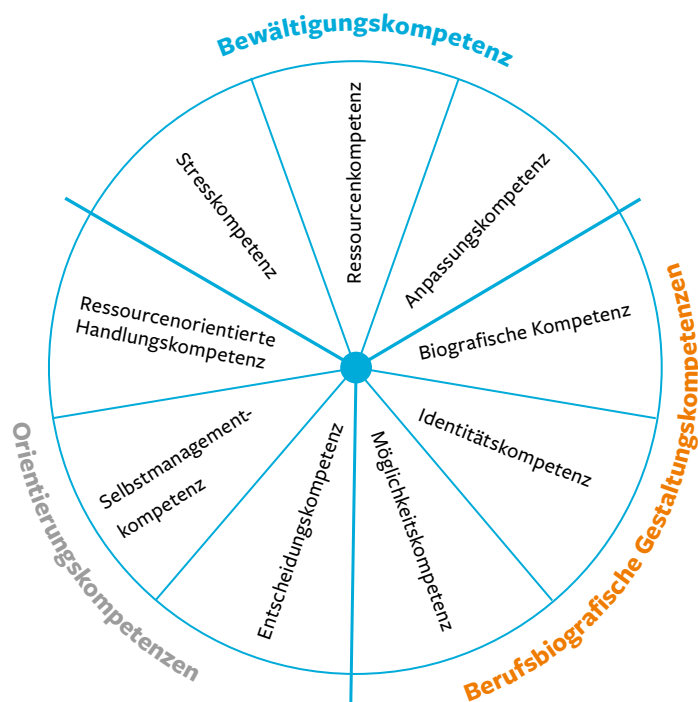 Bewältigungskompetenz
Stresskompetenz
Ressourcenkompetenz
Anpassungskompetenz
Biografische Kompetenz
Identitätskompetenz
Möglichkeitskompetenz
Berufsbiografische Gestaltungskompetenzen
Entscheidungskompetenz
Selbstmanagement-
kompetenz
Ressourcenorientierte
Handlungskompetenz
Orientierungskompetenzen